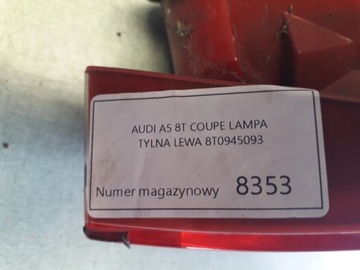 AUDI A5 8T COUPE LAMPA
TYLNA LEWA 8T0945093
Numer magazynowy 8353